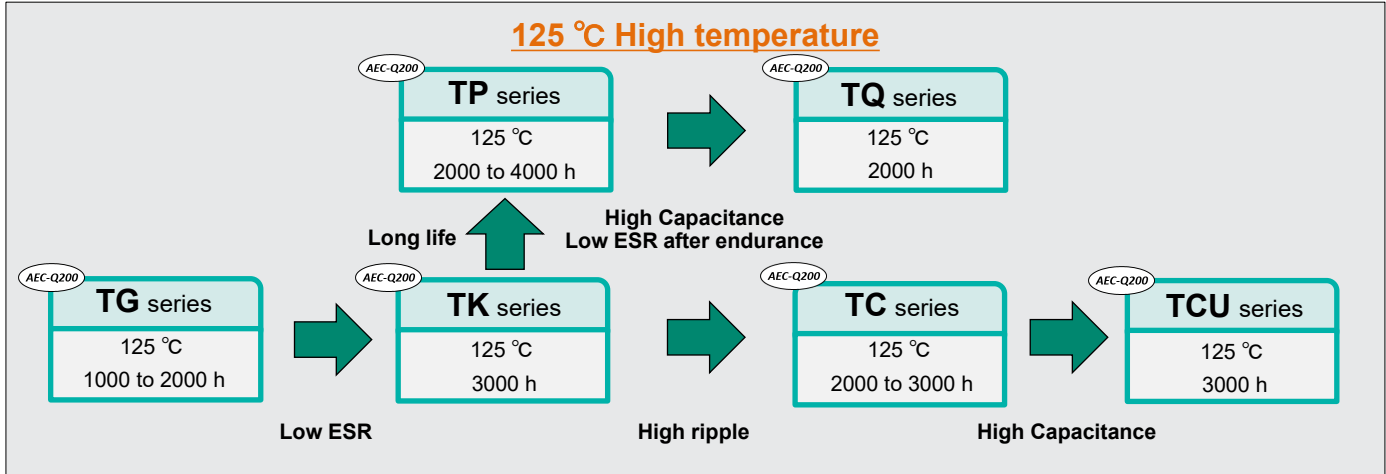 125 ℃ High temperature
AEC-Q200
TP series
125 ℃
2000 to 4000 h
AEC-Q200
TQ series
125 ℃
2000 h
Long life
High Capacitance
Low ESR after endurance
AEC-Q200
TG series
125 ℃
1000 to 2000 h
AEC-Q200
TK series
125 ℃
3000 h
AEC-Q200
TC series
125 ℃
2000 to 3000 h
AEC-Q200
TCU series
125 ℃
3000 h
Low ESR
High ripple
High Capacitance